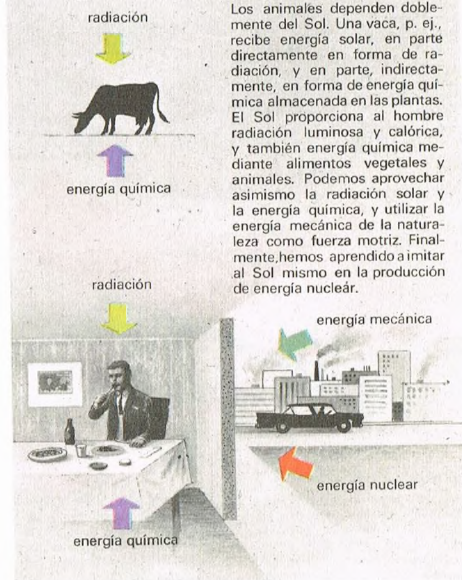 radiación
energía química
Los animales dependen doble-
mente del Sol. Una vaca, p. ej.,
recibe energía solar, en parte
directamente en forma de ra-
diación, y en parte, indirecta-
mente, en forma de energía quí-
mica almacenada en las plantas.
El Sol proporciona al hombre
radiación luminosa y calórica,
y también energía química me-
diante alimentos vegetales y
animales. Podemos aprovechar
asimismo la radiación solar y
la energía química, y utilizar la
energía mecánica de la natura-
leza como fuerza motriz. Final-
mente,hemos aprendido a imitar
al Sol mismo en la producción
de energía nucleár.
radiación
energía química
energía mecánica
energía nuclear